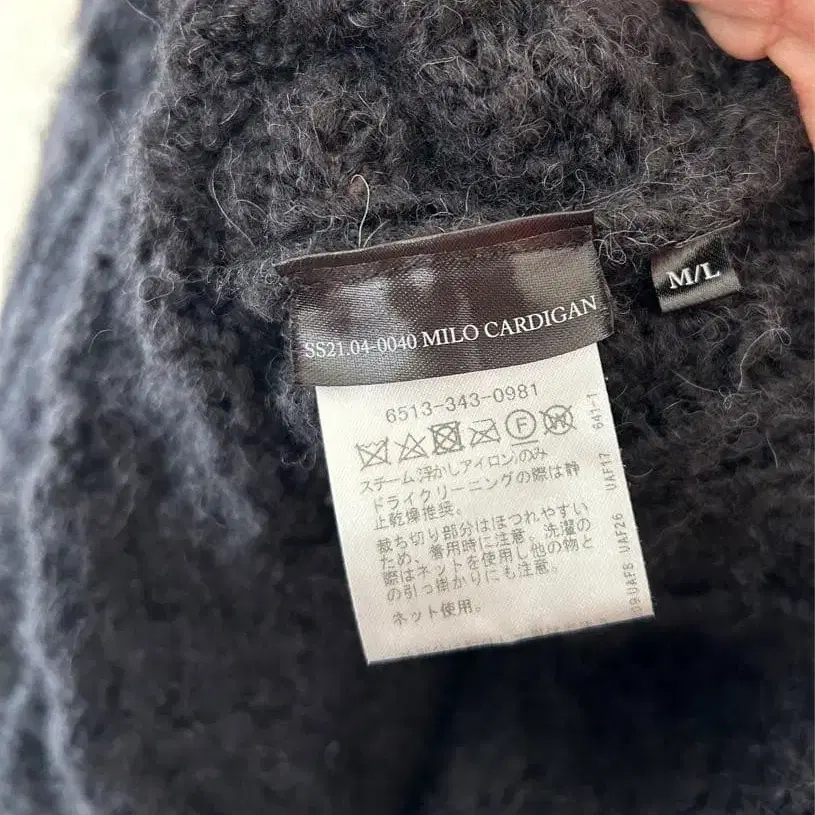 SS21.04-0040 MILO CARDIGAN
M/L
6513-343-0981
F W
スチーム(浮かしアイロン)のみ
ドライクリーニングの際は静
止乾燥推奨。
裁ち切り部分はほつれやすい
ため、着用時に注意。洗濯の
際はネットを使用し他の物と
の引っ掛かりにも注意。
ネット使用。
09UAF8 UAF26 UAF17 641-1